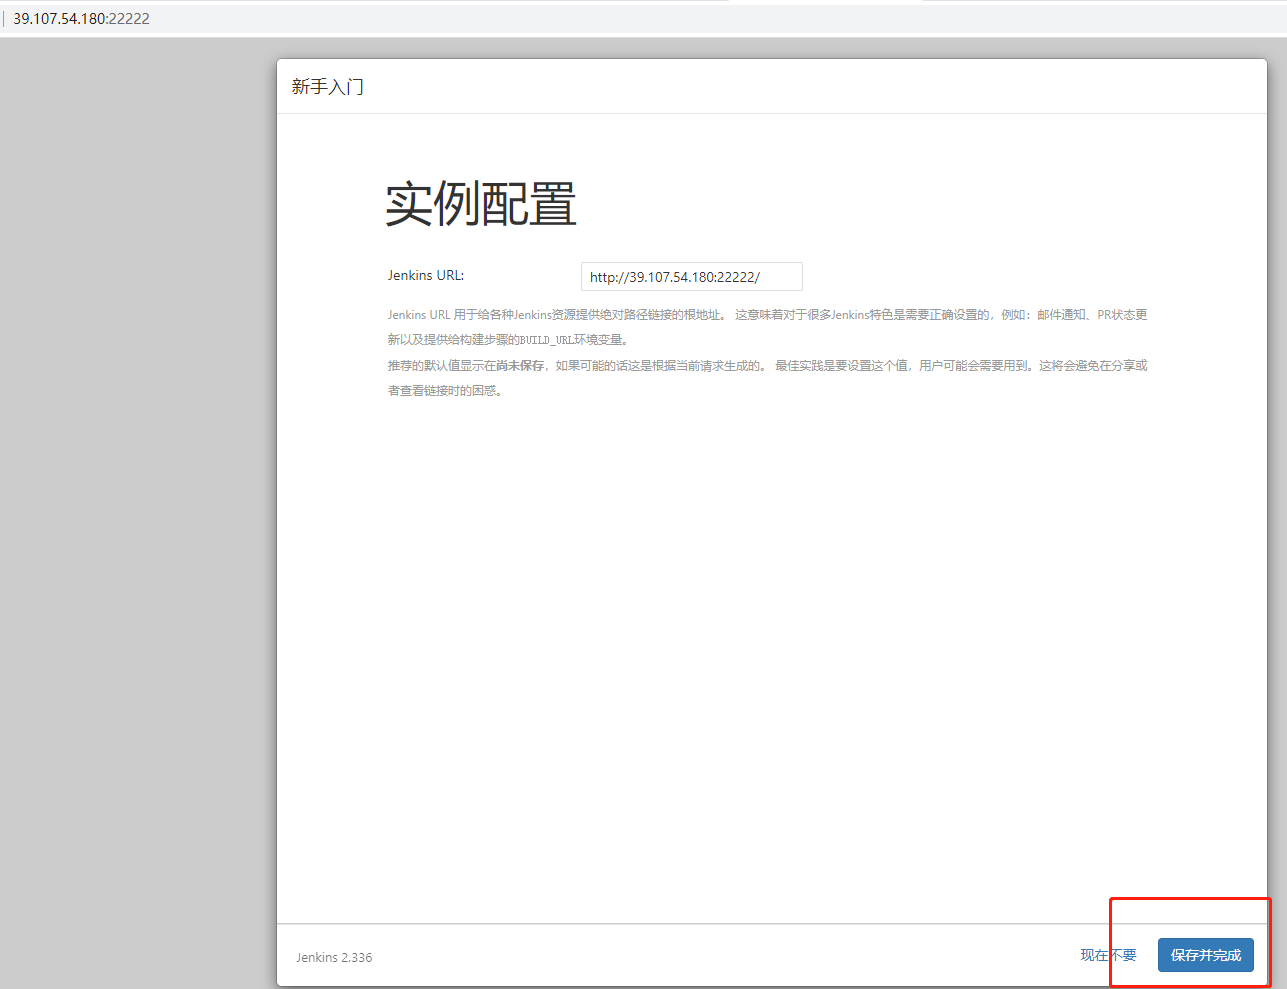 39.107.54.180:22222
新手入门
实例配置
Jenkins URL: http://39.107.54.180:22222/
Jenkins URL 用于给各种Jenkins资源提供绝对路径链接的根地址。 这意味着对于很多Jenkins特色是需要正确设置的，例如：邮件通知、PR状态更
新以及提供给构建步骤的BUILD_URL环境变量。
推荐的默认值显示在尚未保存，如果可能的话这是根据当前请求生成的。 最佳实践是要设置这个值，用户可能会需要用到。这将会避免在分享或
者查看链接时的困惑。
Jenkins 2.336 现在不要 保存并完成